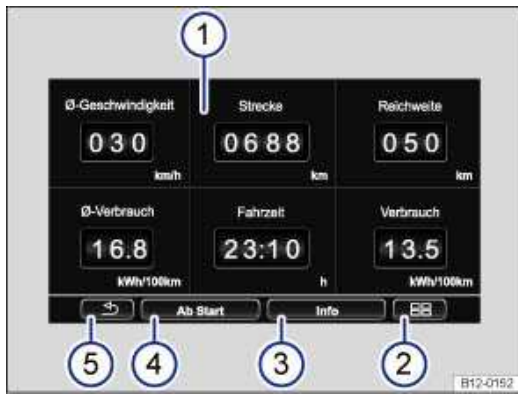 1
Ø-Geschwindigkeit Strecke Reichweite
030 0688 050
km/h km km
Ø-Verbrauch Fahrzeit Verbrauch
16.8 23:10 13.5
kWh/100km h kWh/100km
Ab Start Info
5 4 3 2
B12-0152